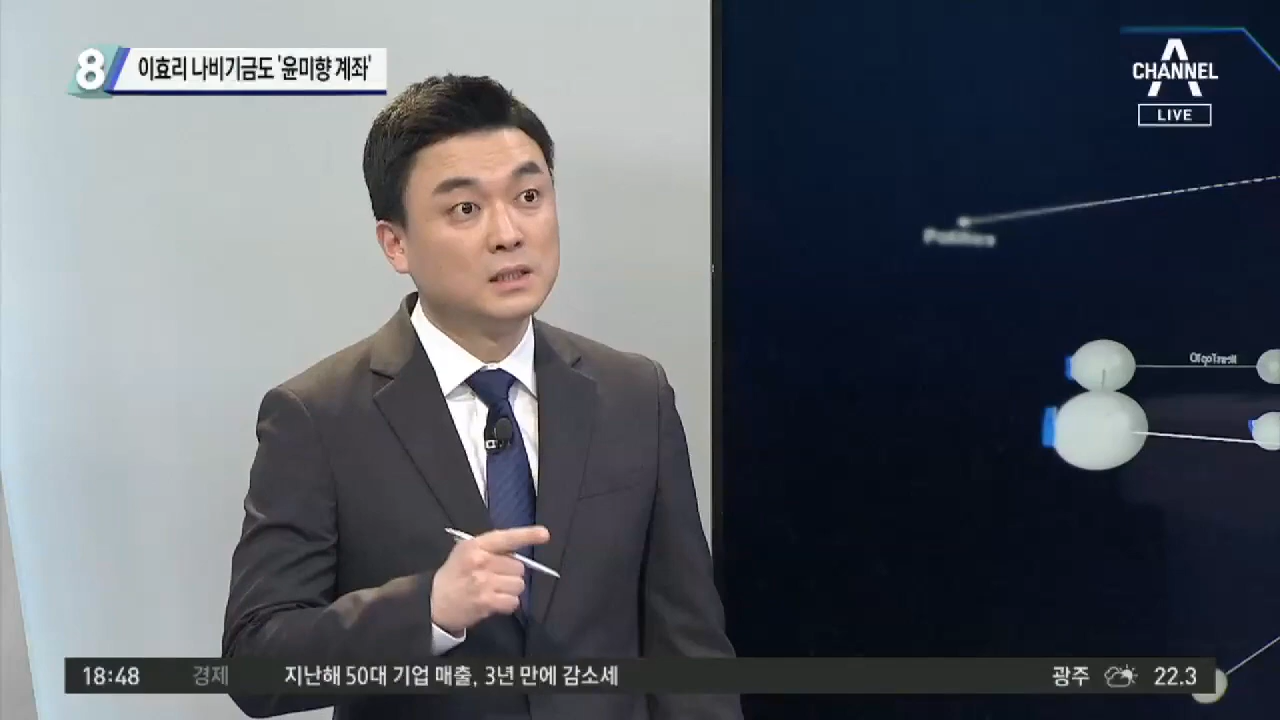 8 이효리 나비기금도 '윤미향 계좌'
CHANNEL A
LIVE
18:48 경제 지난해 50대 기업 매출, 3년 만에 감소세 광주 22.3